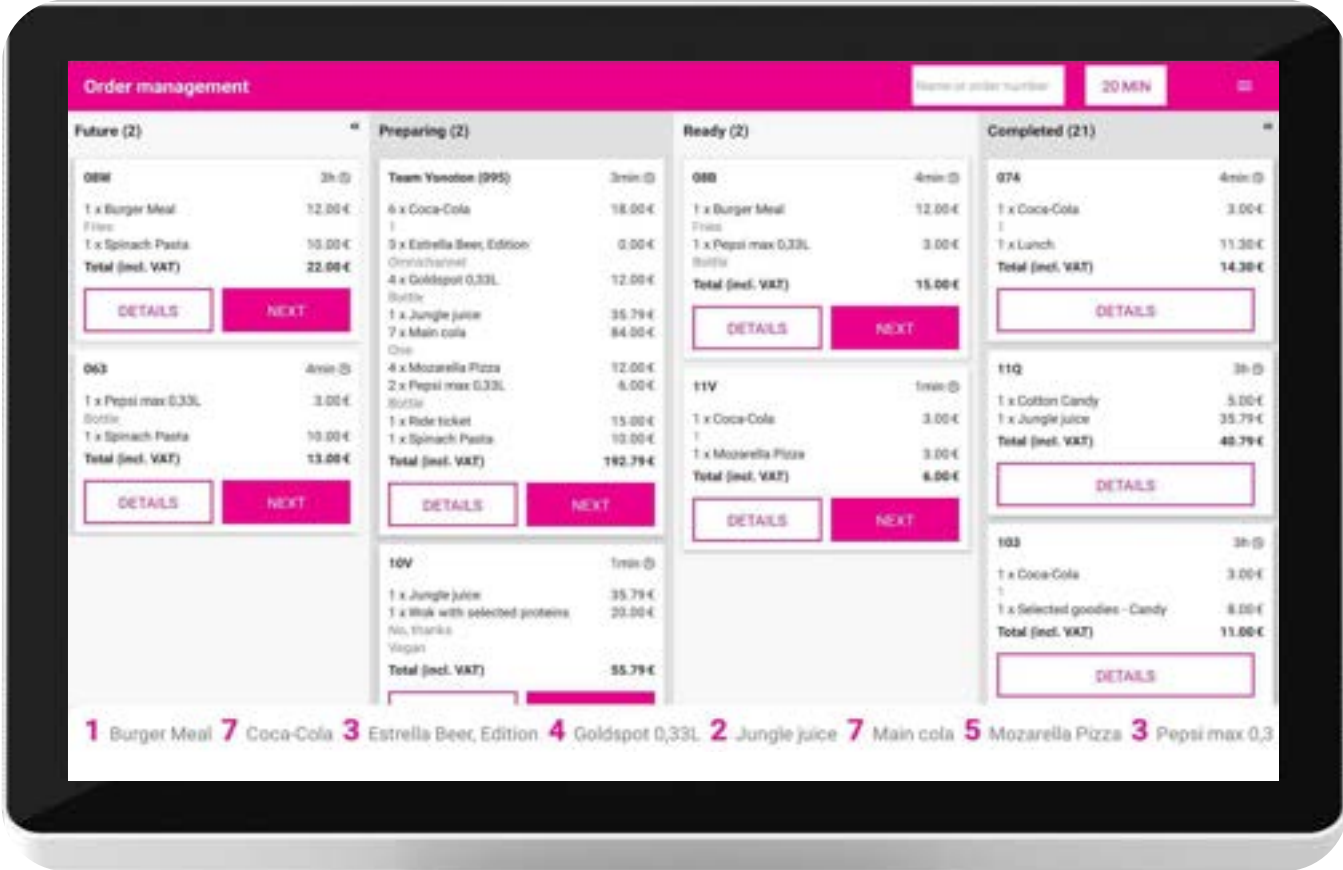 Order management
Name or order number
20 MIN
Future (2)
08W 3h
1 x Burger Meal 12.00 €
Fries
1 x Spinach Pasta 10.00 €
Total (incl. VAT) 22.00 €
DETAILS NEXT
063 4min
1 x Pepsi max 0,33L 3.00 €
Bottle
1 x Spinach Pasta 10.00 €
Total (incl. VAT) 13.00 €
DETAILS NEXT
Preparing (2)
Team Yonoton (095) 3min
6 x Coca-Cola 18.00 €
1
3 x Estrella Beer, Edition 0.00 €
Omnichannel
4 x Goldspot 0,33L 12.00 €
Bottle
1 x Jungle juice 35.79 €
7 x Main cola 84.00 €
One
4 x Mozarella Pizza 12.00 €
2 x Pepsi max 0,33L 6.00 €
Bottle
1 x Ride ticket 15.00 €
1 x Spinach Pasta 10.00 €
Total (incl. VAT) 192.79 €
DETAILS NEXT
10V 1min
1 x Jungle juice 35.79 €
1 x Wok with selected proteins 20.00 €
No, thanks
Vegan
Total (incl. VAT) 55.79 €
Ready (2)
08B 4min
1 x Burger Meal 12.00 €
Fries
1 x Pepsi max 0,33L 3.00 €
Bottle
Total (incl. VAT) 15.00 €
DETAILS NEXT
11V 1min
1 x Coca-Cola 3.00 €
1
1 x Mozarella Pizza 3.00 €
Total (incl. VAT) 6.00 €
DETAILS NEXT
Completed (21)
074 4min
1 x Coca-Cola 3.00 €
1
1 x Lunch 11.30 €
Total (incl. VAT) 14.30 €
DETAILS
11Q 3h
1 x Cotton Candy 5.00 €
1 x Jungle juice 35.79 €
Total (incl. VAT) 40.79 €
DETAILS
103 3h
1 x Coca-Cola 3.00 €
1
1 x Selected goodies - Candy 8.00 €
Total (incl. VAT) 11.00 €
DETAILS
1 Burger Meal 7 Coca-Cola 3 Estrella Beer, Edition 4 Goldspot 0,33L 2 Jungle juice 7 Main cola 5 Mozarella Pizza 3 Pepsi max 0,3